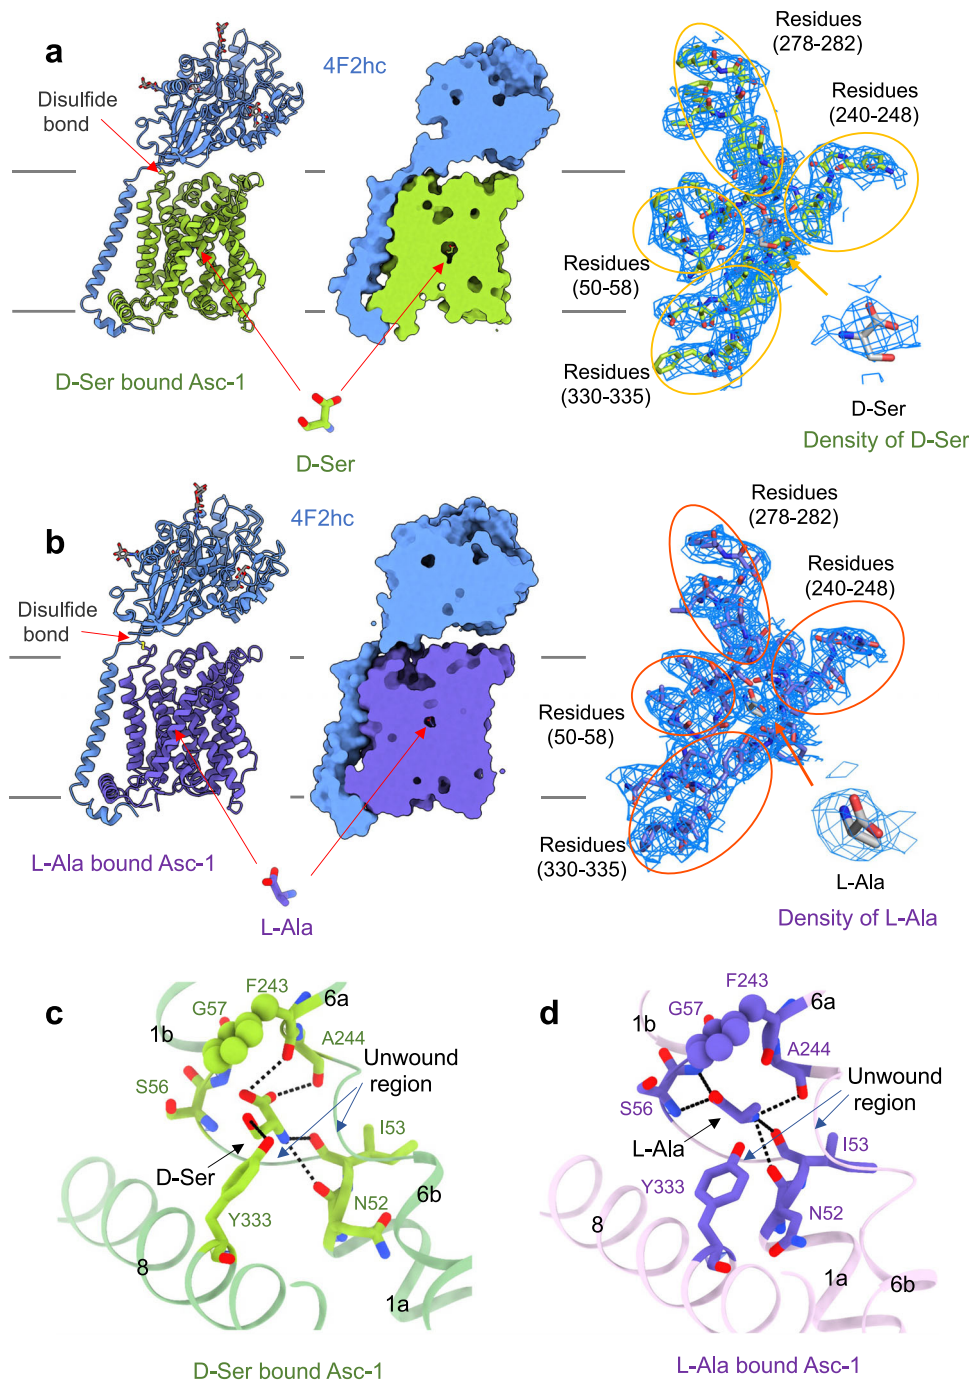 a
4F2hc
Disulfide
bond
D-Ser bound Asc-1
D-Ser
Residues
(278-282)
Residues
(240-248)
Residues
(50-58)
Residues
(330-335)
D-Ser
Density of D-Ser
b
4F2hc
Disulfide
bond
L-Ala bound Asc-1
L-Ala
Residues
(278-282)
Residues
(240-248)
Residues
(50-58)
Residues
(330-335)
L-Ala
Density of L-Ala
c
F243
G57
6a
1b
A244
Unwound
region
S56
I53
D-Ser
6b
N52
Y333
8
1a
D-Ser bound Asc-1
d
F243
G57
6a
1b
A244
Unwound
region
S56
L-Ala
I53
Y333
N52
8
1a
6b
L-Ala bound Asc-1